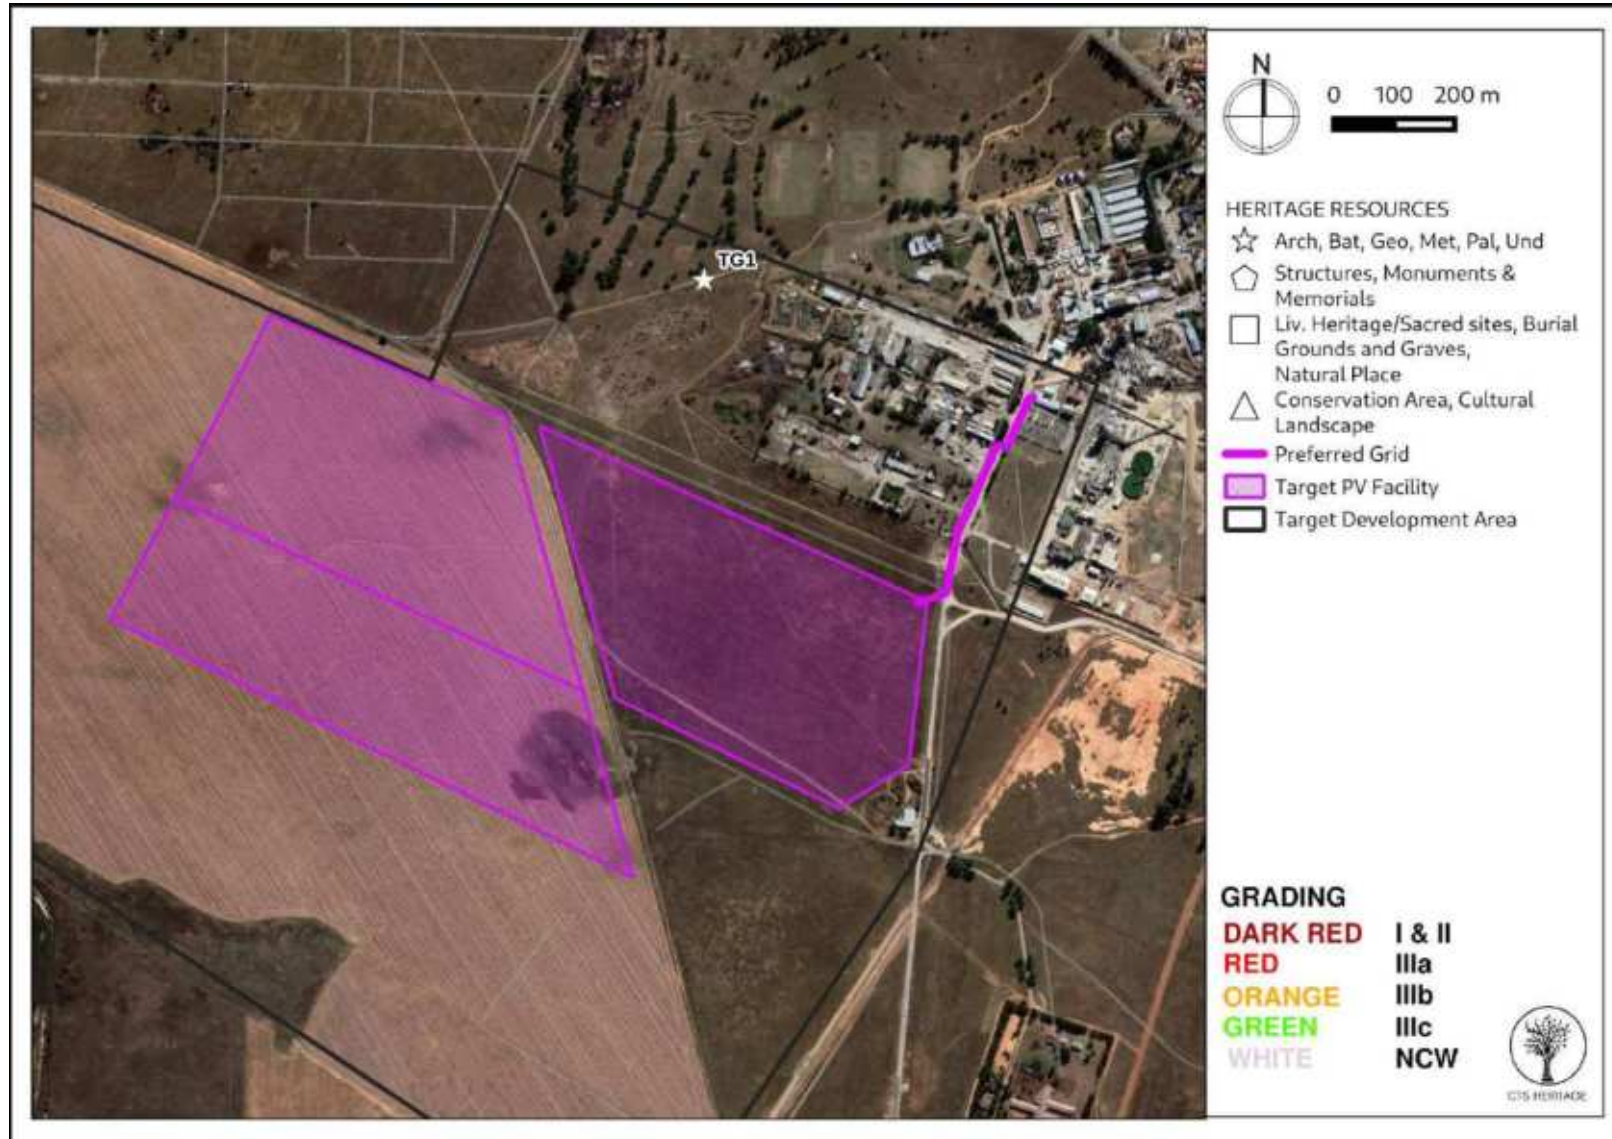 TG1
N
0 100 200 m
HERITAGE RESOURCES
Arch, Bat, Geo, Met, Pal, Und
Structures, Monuments &
Memorials
Liv. Heritage/Sacred sites, Burial
Grounds and Graves,
Natural Place
Conservation Area, Cultural
Landscape
Preferred Grid
Target PV Facility
Target Development Area
GRADING
DARK RED I & II
RED IIIa
ORANGE IIIb
GREEN IIIc
WHITE NCW
CTS HERITAGE